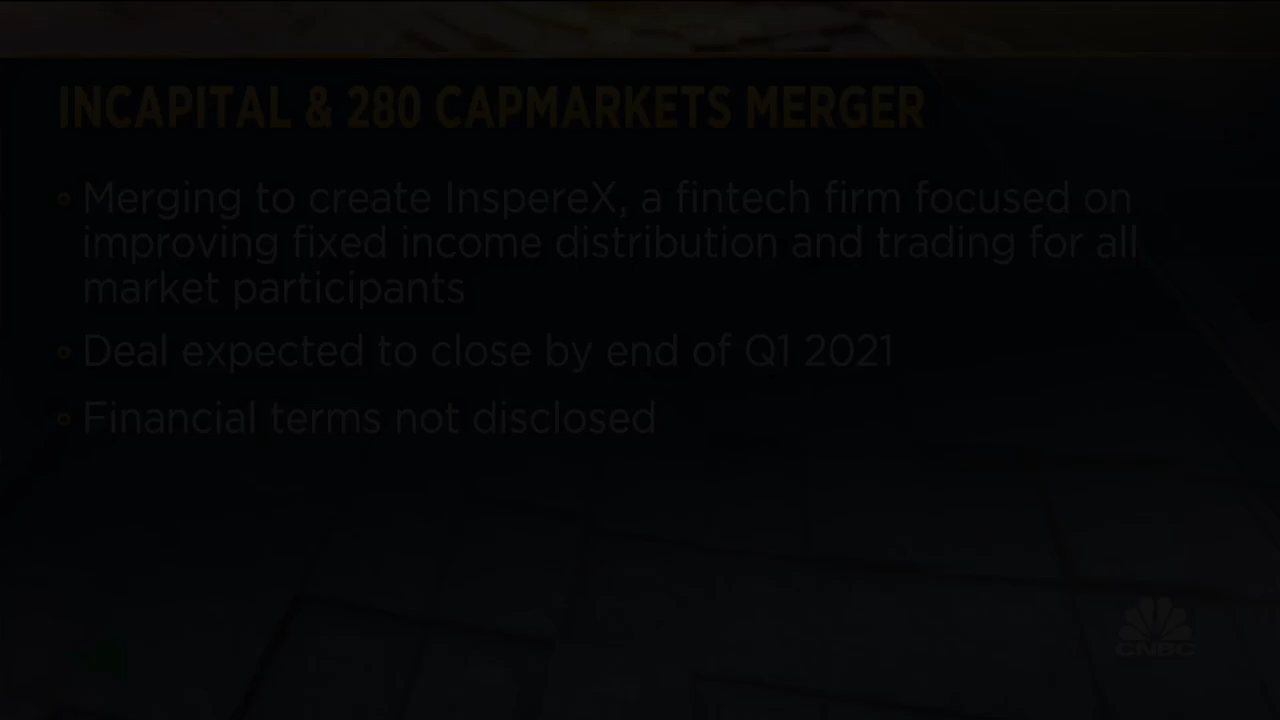 INCAPITAL & 280 CAPMARKETS MERGER
Merging to create InspereX, a fintech firm focused on
improving fixed income distribution and trading for all
market participants
Deal expected to close by end of Q1 2021
Financial terms not disclosed
CNBC